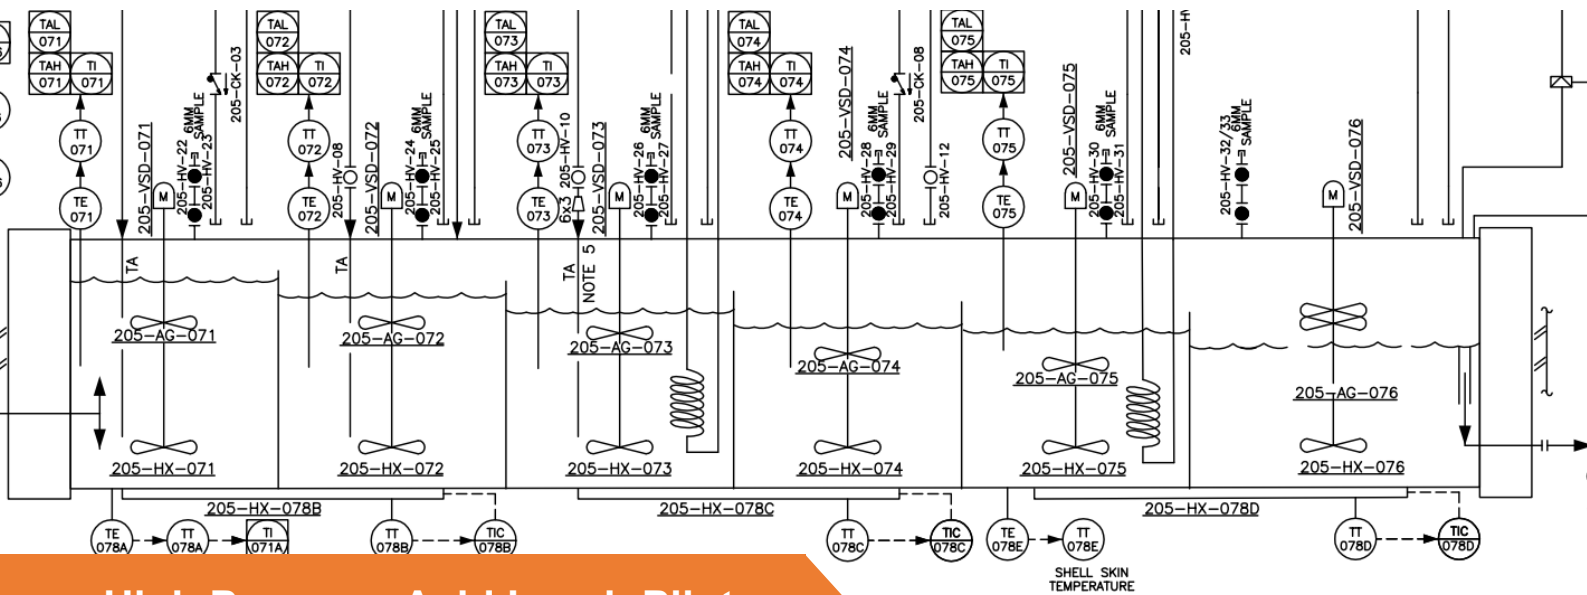 TAL
071
TAH
071
TI
071
TT
071
TE
071
205-VSD-071
205-HV-22
6MM
SAMPLE
205-HV-23
205-CK-03
TAL
072
TAH
072
TI
072
TT
072
TE
072
205-HV-08
205-VSD-072
205-HV-24
6MM
SAMPLE
205-HV-25
TAL
073
TAH
073
TI
073
TT
073
TE
073
205-HV-10
6x3
205-VSD-073
205-HV-26
6MM
SAMPLE
205-HV-27
TAL
074
TAH
074
TI
074
TT
074
TE
074
205-VSD-074
205-HV-28
6MM
SAMPLE
205-HV-29
205-CK-08
205-HV-12
TAL
075
TAH
075
TI
075
TT
075
TE
075
205-VSD-075
205-HV-30
6MM
SAMPLE
205-HV-31
205-HV-32/33
6MM
SAMPLE
205-VSD-076
M
M
M
M
M
M
TA
TA
TA
NOTE 5
205-AG-071
205-AG-072
205-AG-073
205-AG-074
205-AG-075
205-AG-076
205-HX-071
205-HX-072
205-HX-073
205-HX-074
205-HX-075
205-HX-076
205-HX-078B
205-HX-078C
205-HX-078D
TE
078A
TT
078A
TI
071A
TT
078B
TIC
078B
TT
078C
TIC
078C
TE
078E
TT
078E
SHELL SKIN
TEMPERATURE
TT
078D
TIC
078D